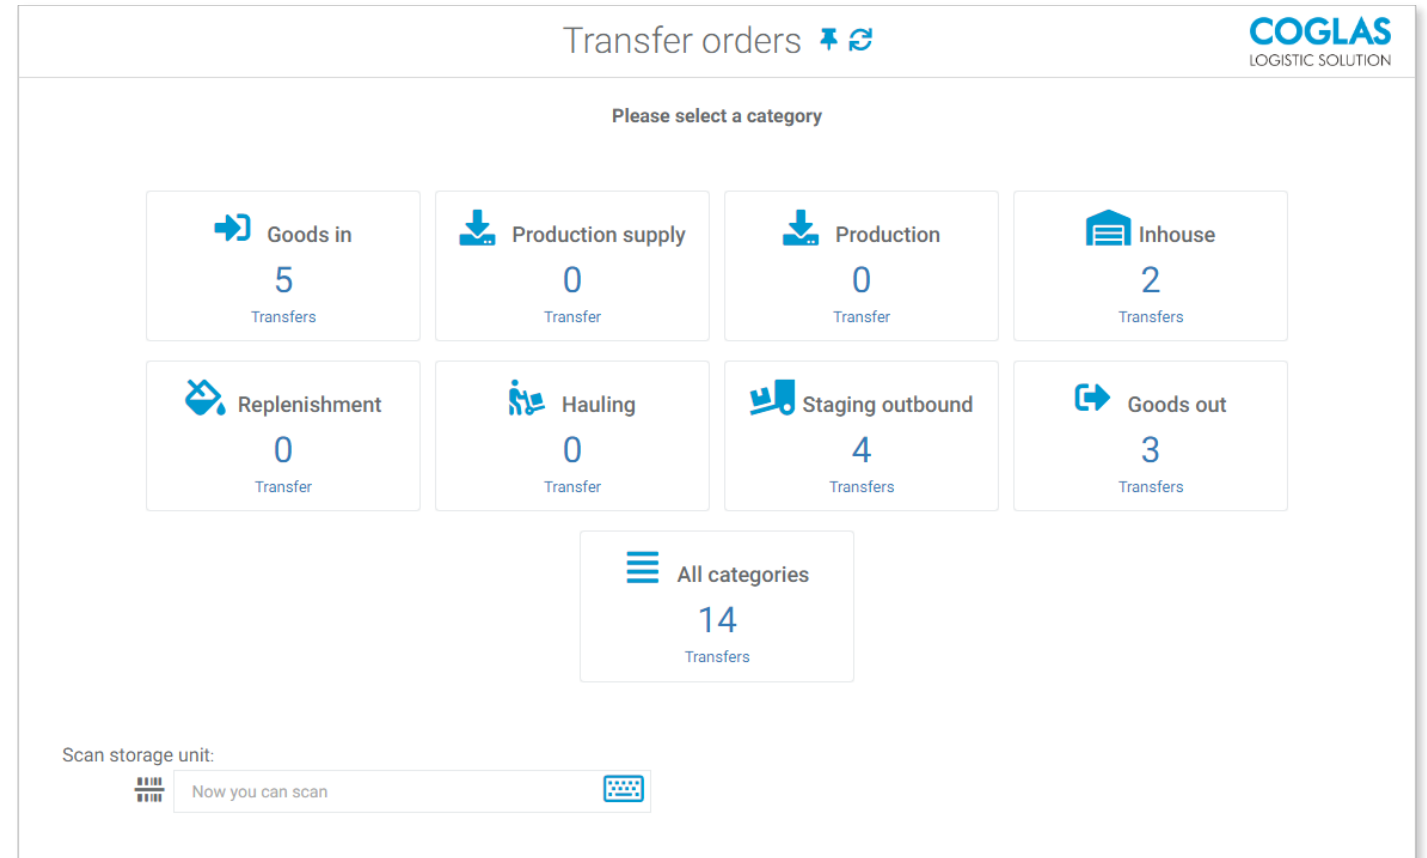 Transfer orders
COGLAS
LOGISTIC SOLUTION
Please select a category
Goods in
5
Transfers
Production supply
0
Transfer
Production
0
Transfer
Inhouse
2
Transfers
Replenishment
0
Transfer
Hauling
0
Transfer
Staging outbound
4
Transfers
Goods out
3
Transfers
All categories
14
Transfers
Scan storage unit:
Now you can scan